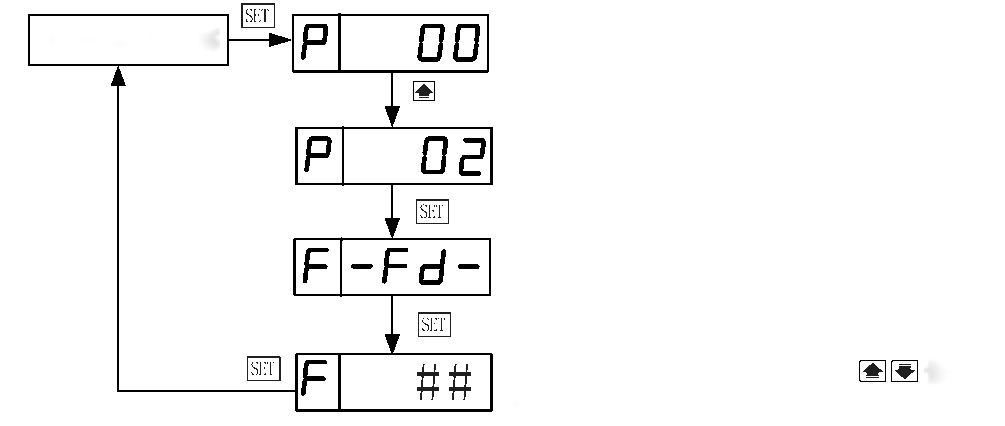 SET
P 00
P 02
SET
F -Fd-
SET
SET
F ##